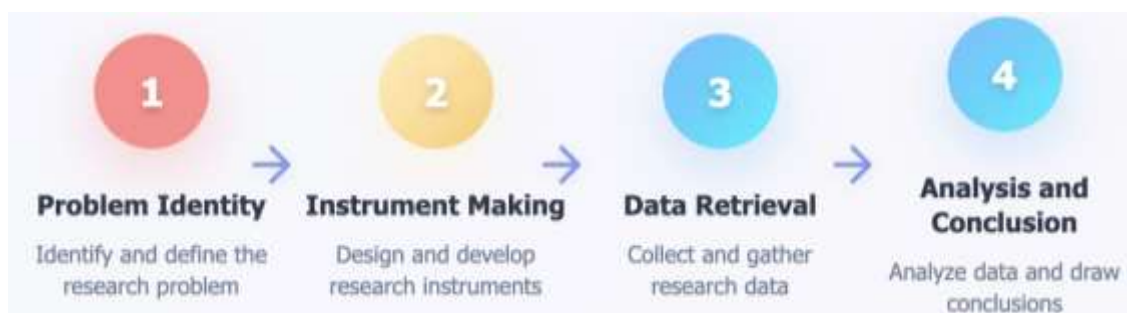 1
Problem Identity
Identify and define the
research problem
2
Instrument Making
Design and develop
research instruments
3
Data Retrieval
Collect and gather
research data
4
Analysis and
Conclusion
Analyze data and draw
conclusions